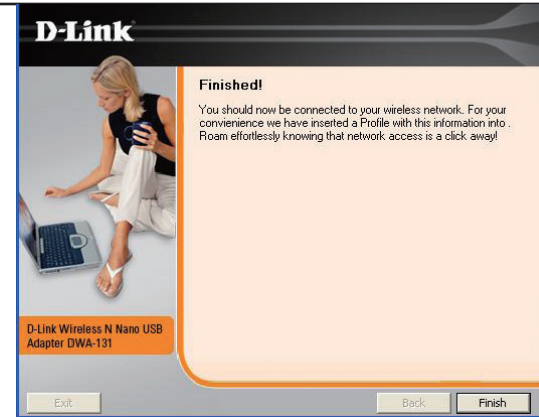 D-Link
Finished!
You should now be connected to your wireless network. For your
convienience we have inserted a Profile with this information into .
Roam effortlessly knowing that network access is a click away!
D-Link Wireless N Nano USB
Adapter DWA-131
Exit
Back
Finish